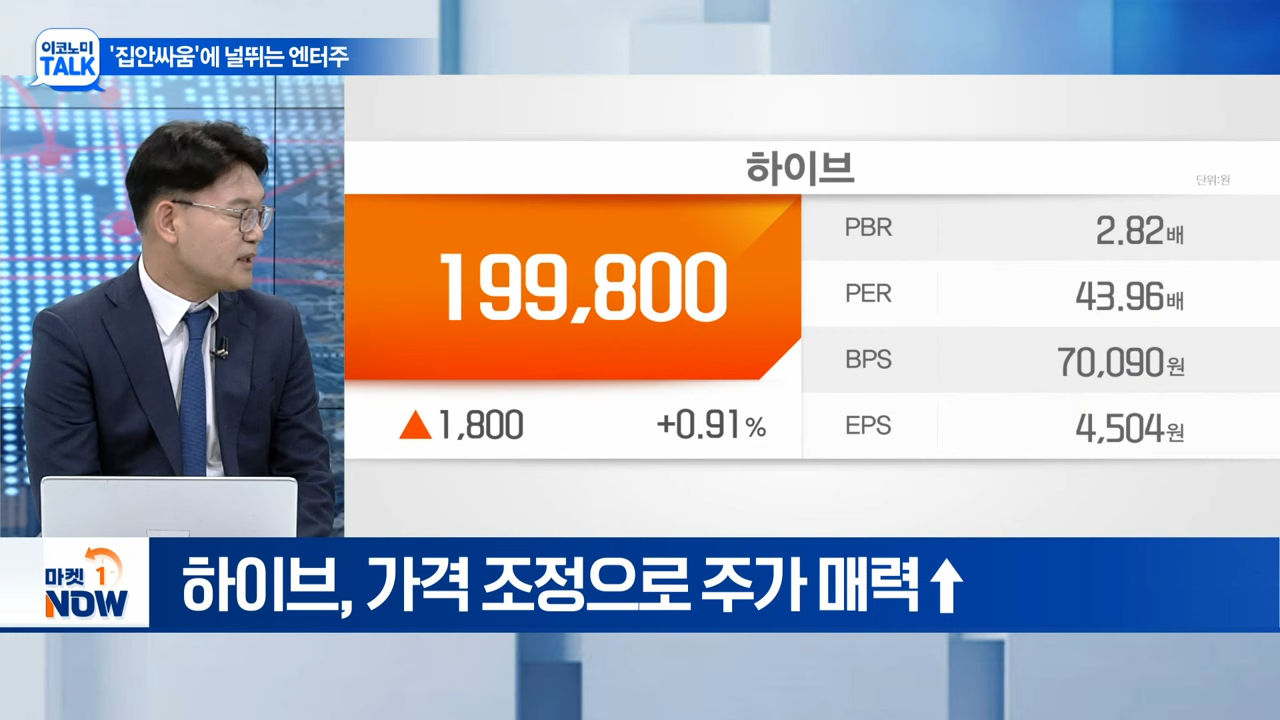 이코노미
TALK
'집안싸움'에 널뛰는 엔터주
하이브
단위:원
199,800
▲1,800 +0.91%
PBR 2.82배
PER 43.96배
BPS 70,090원
EPS 4,504원
마켓 1
NOW
하이브, 가격 조정으로 주가 매력⬆